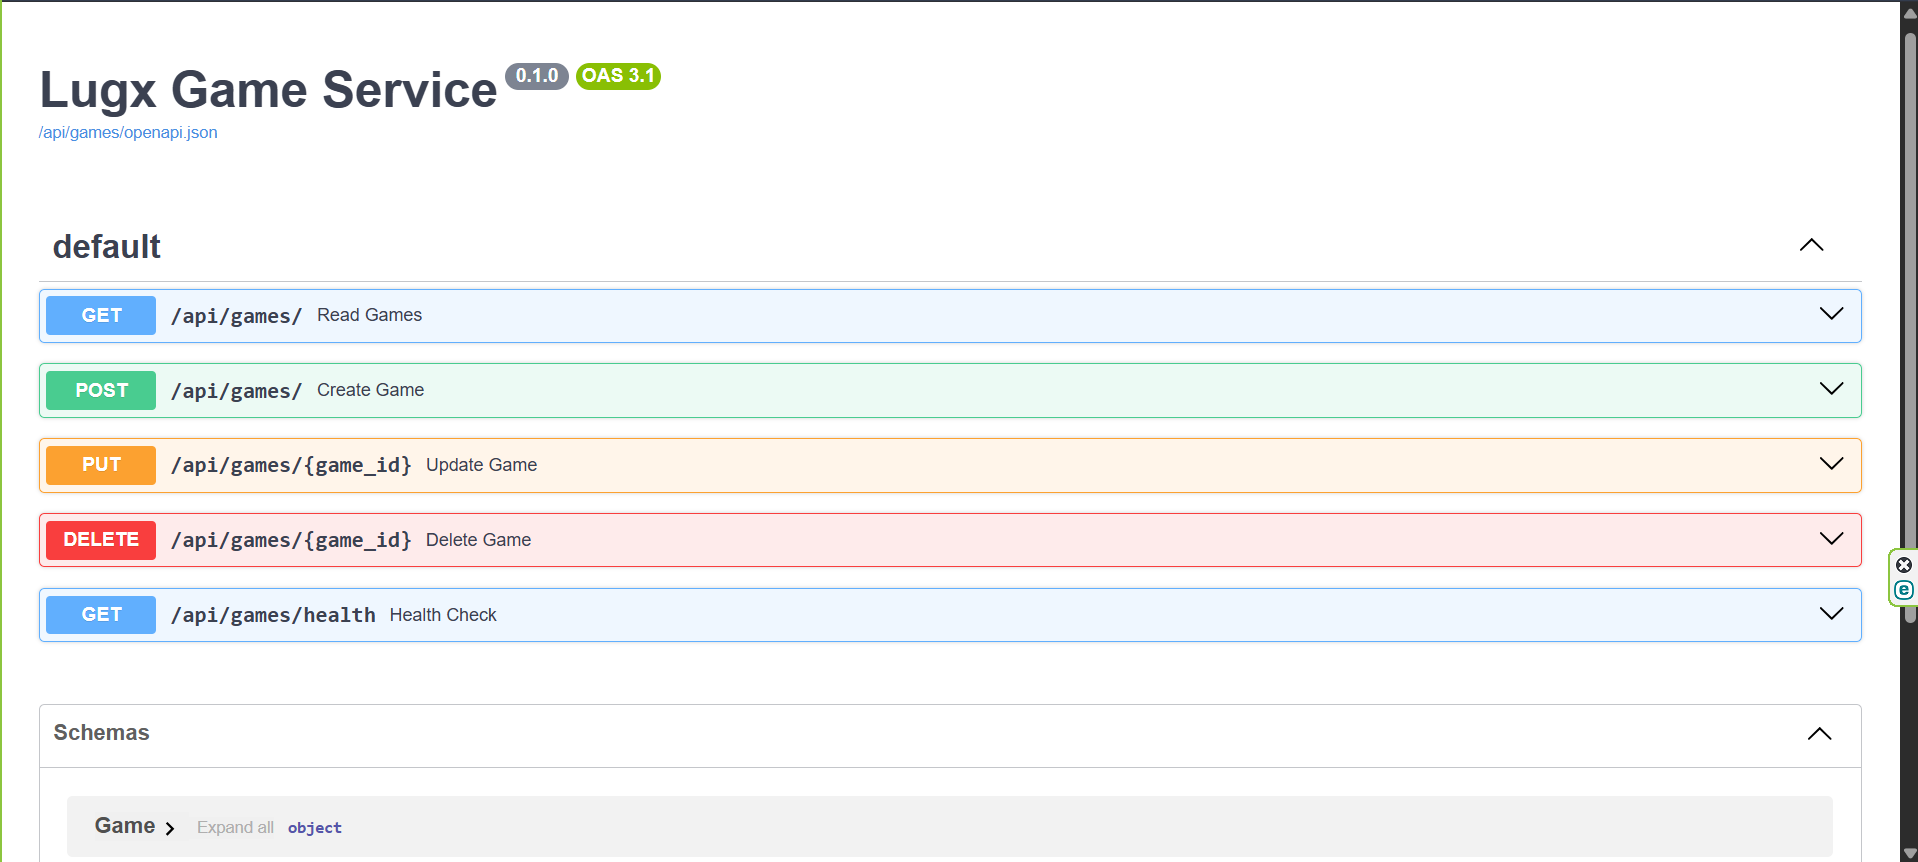 Lugx Game Service 0.1.0 OAS 3.1
/api/games/openapi.json
default
GET /api/games/ Read Games
POST /api/games/ Create Game
PUT /api/games/{game_id} Update Game
DELETE /api/games/{game_id} Delete Game
GET /api/games/health Health Check
e
Schemas
Game Expand all object